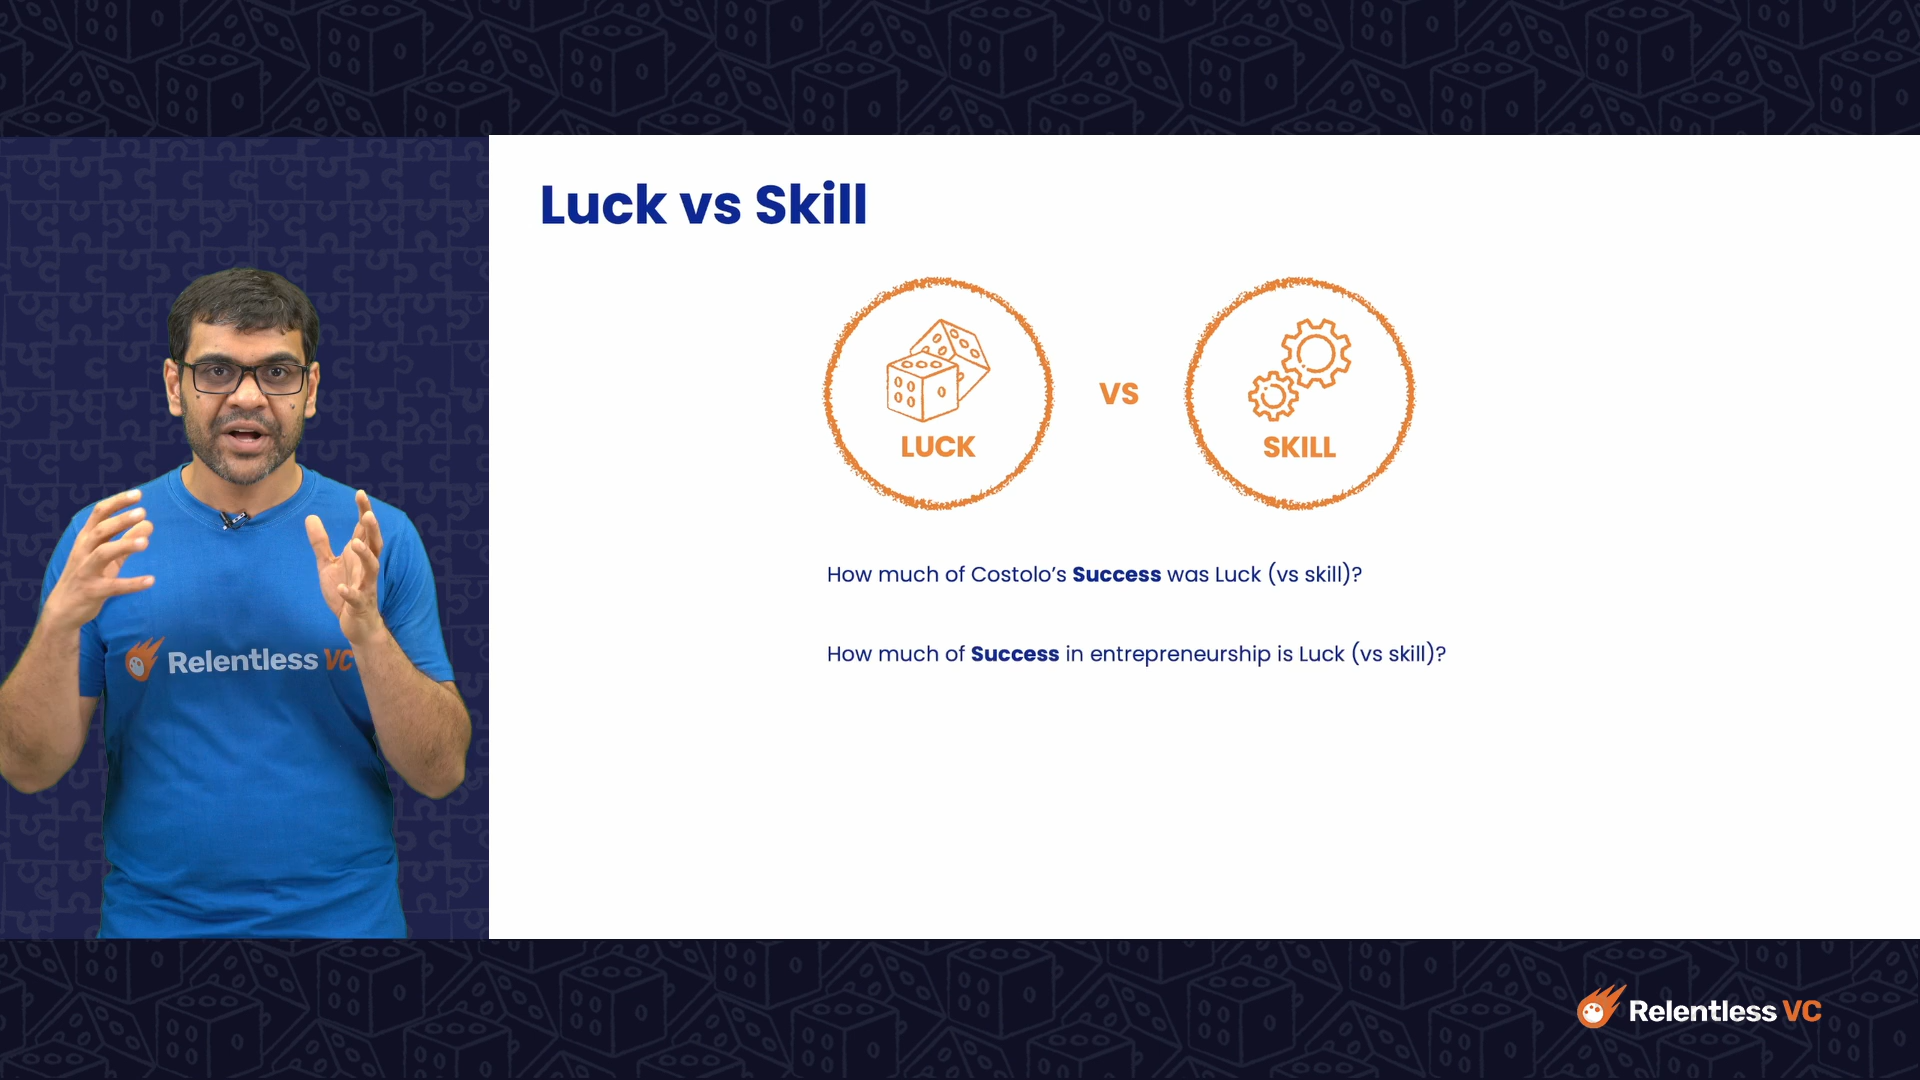 Luck vs Skill
LUCK
VS
SKILL
How much of Costolo's Success was Luck (vs skill)?
How much of Success in entrepreneurship is Luck (vs skill)?
Relentless VC
Relentless VC